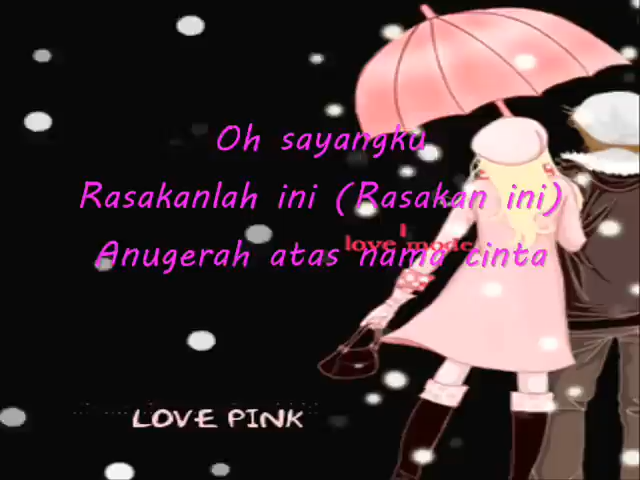 Oh sayangku
Rasakanlah ini (Rasakan ini)
I
love mode
Anugerah atas nama cinta
LOVE PINK